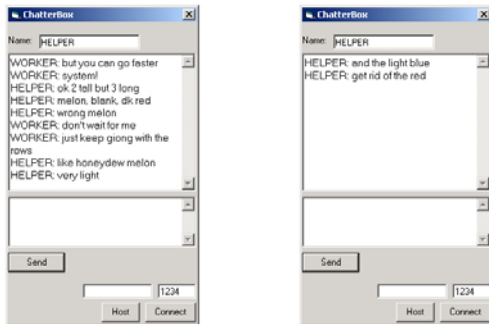 ChatterBox
Name: HELPER
WORKER: but you can go faster
WORKER: system!
HELPER: ok 2 tall but 3 long
HELPER: melon, blank, dk red
HELPER: wrong melon
WORKER: don't wait for me
WORKER: just keep giong with the
rows
HELPER: like honeydew melon
HELPER: very light
Send
1234
Host Connect
ChatterBox
Name: HELPER
HELPER: and the light blue
HELPER: get rid of the red
Send
1234
Host Connect